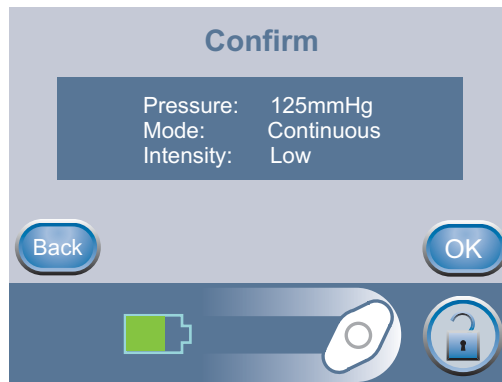 Confirm
Pressure: 125mmHg
Mode: Continuous
Intensity: Low
Back
OK